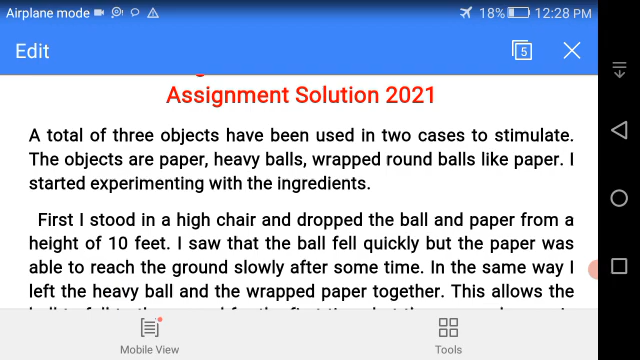 Airplane mode
18% 12:28 PM
Edit
5
Assignment Solution 2021
A total of three objects have been used in two cases to stimulate.
The objects are paper, heavy balls, wrapped round balls like paper. I
started experimenting with the ingredients.
First I stood in a high chair and dropped the ball and paper from a
height of 10 feet. I saw that the ball fell quickly but the paper was
able to reach the ground slowly after some time. In the same way I
left the heavy ball and the wrapped paper together. This allows the
Mobile View
Tools